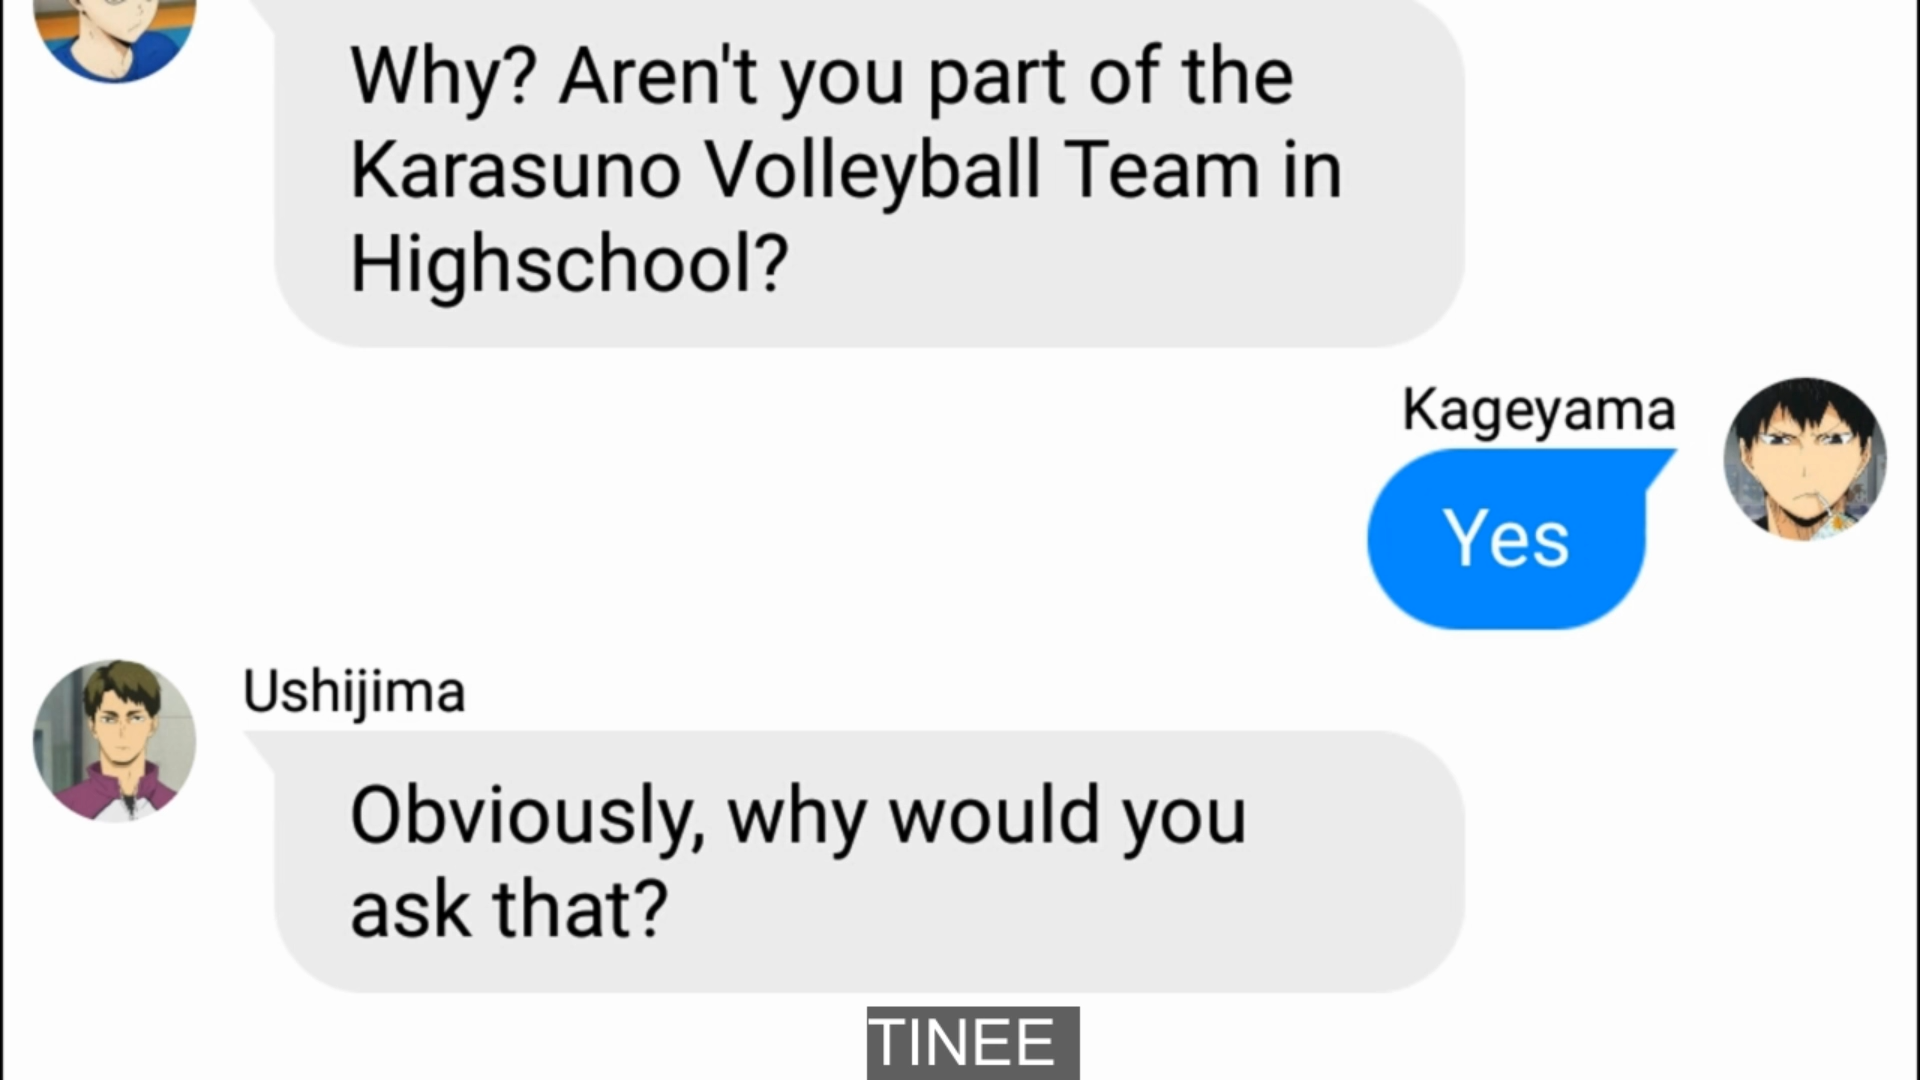 Why? Aren't you part of the
Karasuno Volleyball Team in
Highschool?
Kageyama
Yes
Ushijima
Obviously, why would you
ask that?
TINEE